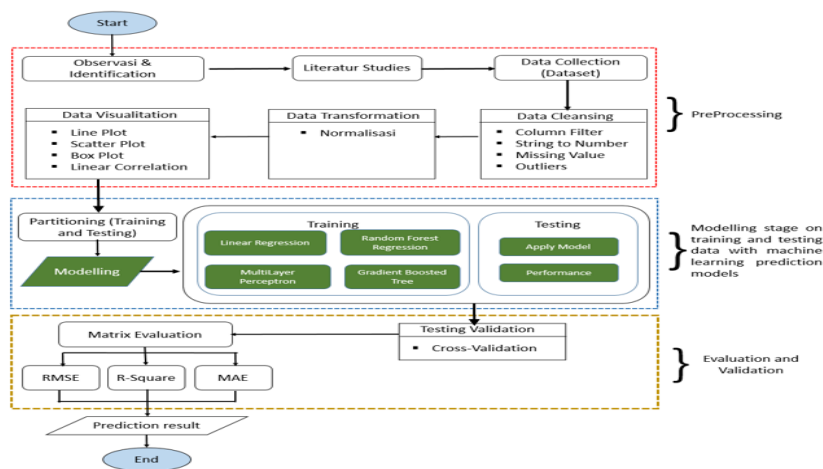 Start
Observasi &
Identification
Literatur Studies
Data Collection
(Dataset)
PreProcessing
Data Visualitation
▪ Line Plot
▪ Scatter Plot
▪ Box Plot
▪ Linear Correlation
Data Transformation
▪ Normalisasi
Data Cleansing
▪ Column Filter
▪ String to Number
▪ Missing Value
▪ Outliers
Partitioning (Training
and Testing)
Modelling
Training
Linear Regression
Random Forest
Regression
MultiLayer
Perceptron
Gradient Boosted
Tree
Testing
Apply Model
Performance
Modelling stage on
training and testing
data with machine
learning prediction
models
Testing Validation
▪ Cross-Validation
Matrix Evaluation
RMSE
R-Square
MAE
Evaluation and
Validation
Prediction result
End